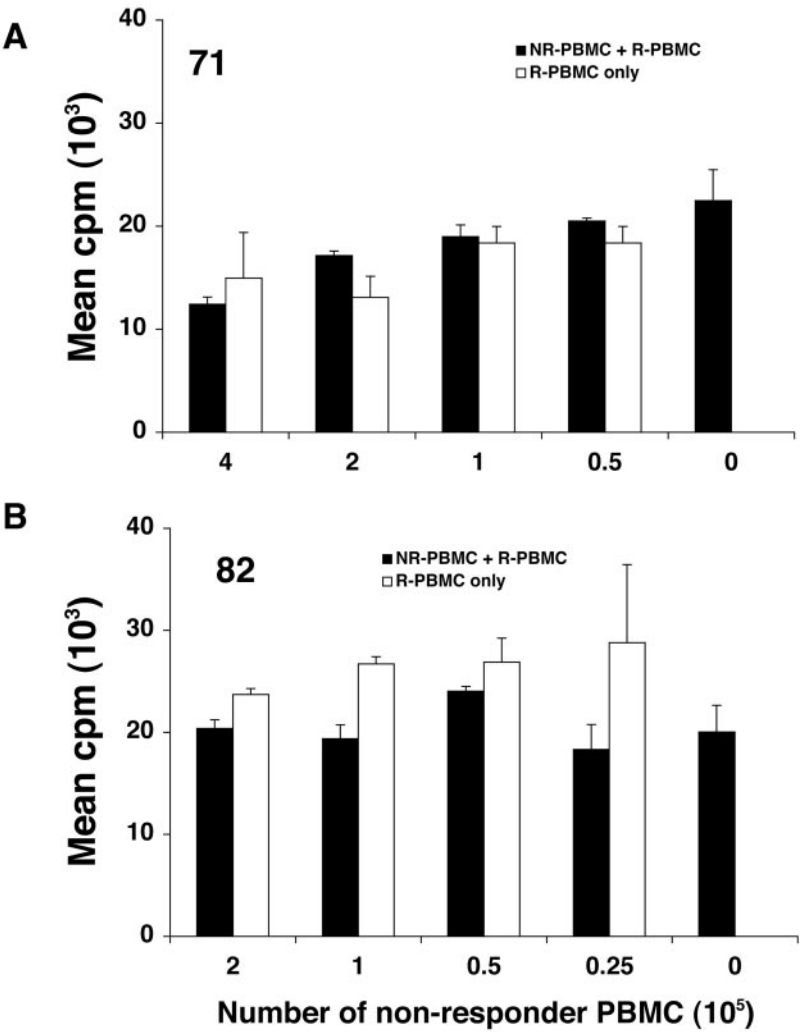 A
71
NR-PBMC + R-PBMC
R-PBMC only
Mean cpm (10³)
40
30
20
10
0
4 2 1 0.5 0
B
82
NR-PBMC + R-PBMC
R-PBMC only
Mean cpm (10³)
40
30
20
10
0
2 1 0.5 0.25 0
Number of non-responder PBMC (10⁵)